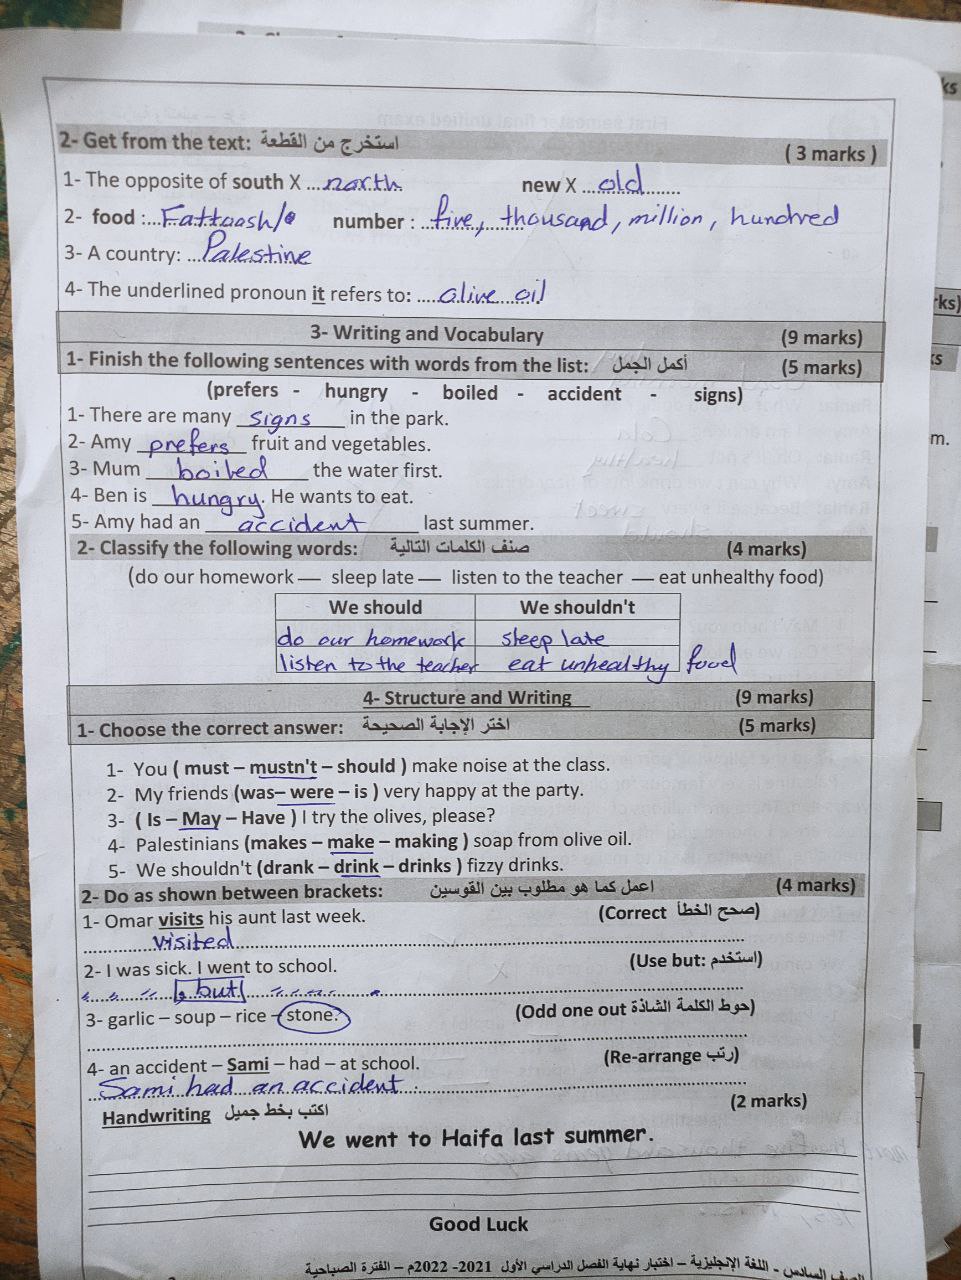 2- Get from the text: استخرج من القطعة ( 3 marks )
1- The opposite of south X ...north... new X ...old.........
2- food :...Fattoosh/e number : ..five, thousand, million, hundred
3- A country: ...Palestine
4- The underlined pronoun it refers to: ....olive oil
3- Writing and Vocabulary (9 marks)
1- Finish the following sentences with words from the list: أكمل الجمل (5 marks)
(prefers - hungry - boiled - accident - signs)
1- There are many signs in the park.
2- Amy prefers fruit and vegetables.
3- Mum boiled the water first.
4- Ben is hungry. He wants to eat.
5- Amy had an accident last summer.
2- Classify the following words: صنف الكلمات التالية (4 marks)
(do our homework — sleep late — listen to the teacher — eat unhealthy food)
We should We shouldn't
do our homework sleep late
listen to the teacher eat unhealthy food
4- Structure and Writing (9 marks)
1- Choose the correct answer: اختر الإجابة الصحيحة (5 marks)
1- You ( must – mustn't – should ) make noise at the class.
2- My friends (was– were – is ) very happy at the party.
3- ( Is – May – Have ) I try the olives, please?
4- Palestinians (makes – make – making ) soap from olive oil.
5- We shouldn't (drank – drink – drinks ) fizzy drinks.
2- Do as shown between brackets: اعمل كما هو مطلوب بين القوسين (4 marks)
1- Omar visits his aunt last week. (Correct صحح الخطأ)
visited
2- I was sick. I went to school. (Use but: استخدم)
, but
3- garlic – soup – rice – stone. (Odd one out حوط الكلمة الشاذة)
4- an accident – Sami – had – at school. (Re-arrange رتب)
Sami had an accident .
Handwriting اكتب بخط جميل (2 marks)
We went to Haifa last summer.
Good Luck
الصف السادس - اللغة الإنجليزية – اختبار نهاية الفصل الدراسي الأول 2021- 2022م – الفترة الصباحية